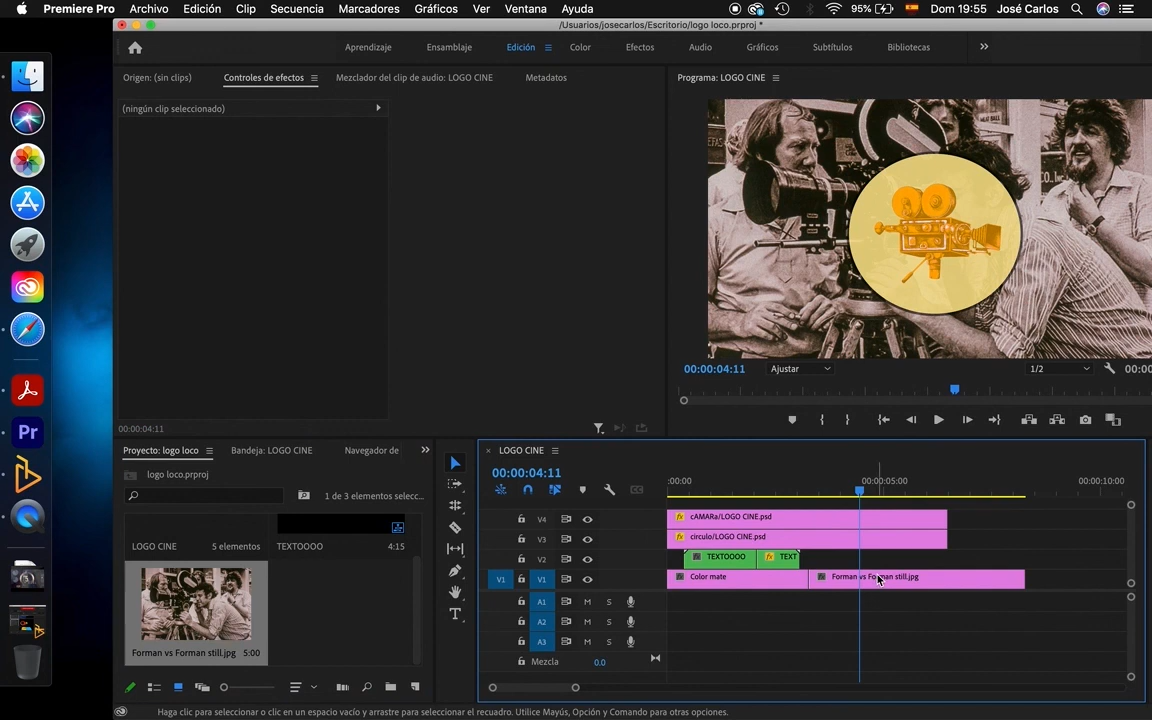 Premiere Pro Archivo Edición Clip Secuencia Marcadores Gráficos Ver Ventana Ayuda 95% Dom 19:55 José Carlos
/Usuarios/josecarlos/Escritorio/logo loco.prproj *
Aprendizaje Ensamblaje Edición Color Efectos Audio Gráficos Subtítulos Bibliotecas
Origen: (sin clips) Controles de efectos Mezclador del clip de audio: LOGO CINE Metadatos
Programa: LOGO CINE
(ningún clip seleccionado)
00:00:04:11 Ajustar 1/2 00:00
00:00:04:11
Proyecto: logo loco Bandeja: LOGO CINE Navegador de
logo loco.prproj
1 de 3 elementos selecc...
LOGO CINE 5 elementos TEXTOOOO 4:15
Forman vs Forman still.jpg 5:00
LOGO CINE
00:00:04:11 :00:00 00:00:05:00 00:00:10:00
V4 fx cAMARa/LOGO CINE.psd
V3 fx circulo/LOGO CINE.psd
V2 fx TEXTOOOO fx TEXT
V1 V1 fx Color mate fx Forman vs Forman still.jpg
A1 M S
A2 M S
A3 M S
Mezcla 0.0
Haga clic para seleccionar o clic en un espacio vacío y arrastre para seleccionar el recuadro. Utilice Mayús, Opción y Comando para otras opciones.
Pr
T